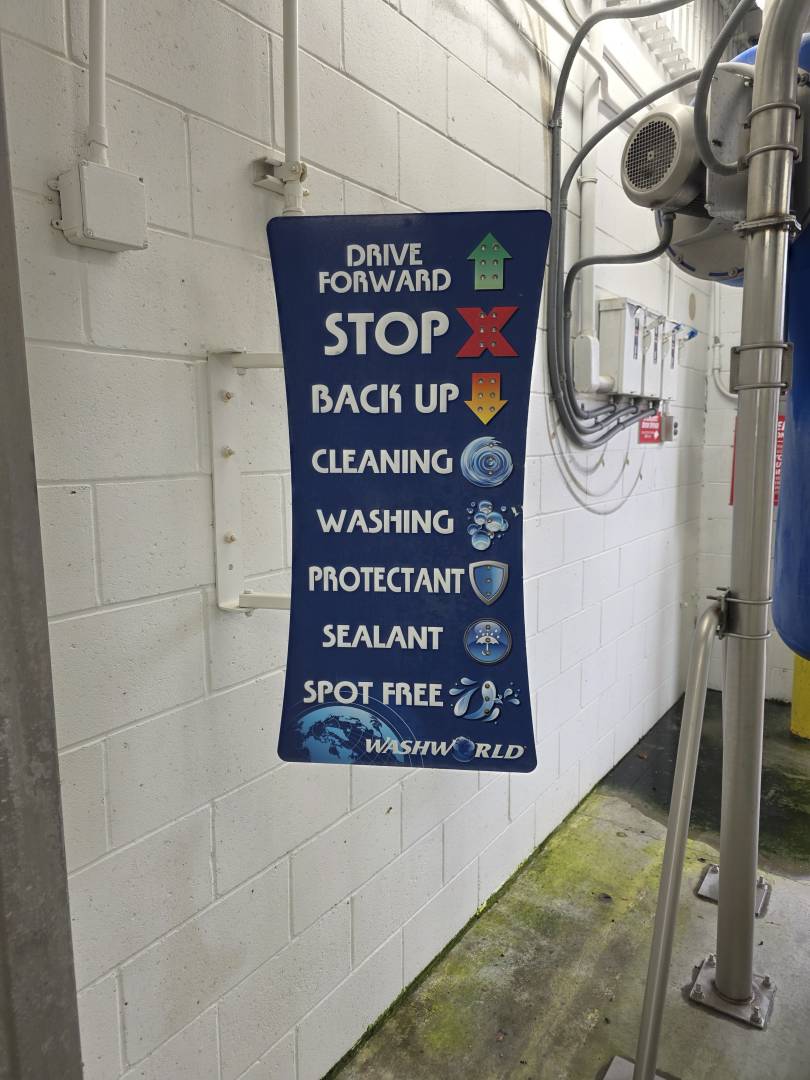 DRIVE
FORWARD
STOP
BACK UP
CLEANING
WASHING
PROTECTANT
SEALANT
SPOT FREE
WASHWORLD